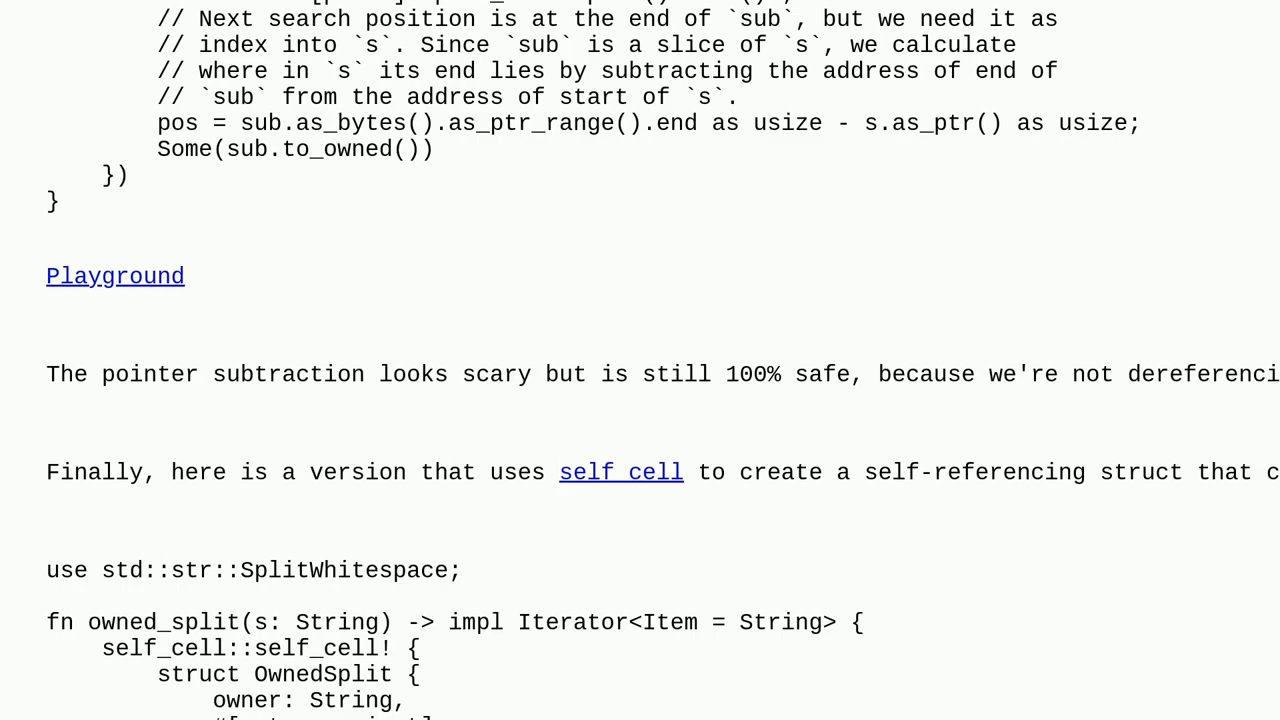 // Next search position is at the end of `sub`, but we need it as
// index into `s`. Since `sub` is a slice of `s`, we calculate
// where in `s` its end lies by subtracting the address of end of
// `sub` from the address of start of `s`.
pos = sub.as_bytes().as_ptr_range().end as usize - s.as_ptr() as usize;
Some(sub.to_owned())
})
}
Playground
The pointer subtraction looks scary but is still 100% safe, because we're not dereferenci
Finally, here is a version that uses self_cell to create a self-referencing struct that c
use std::str::SplitWhitespace;
fn owned_split(s: String) -> impl Iterator<Item = String> {
self_cell::self_cell! {
struct OwnedSplit {
owner: String,